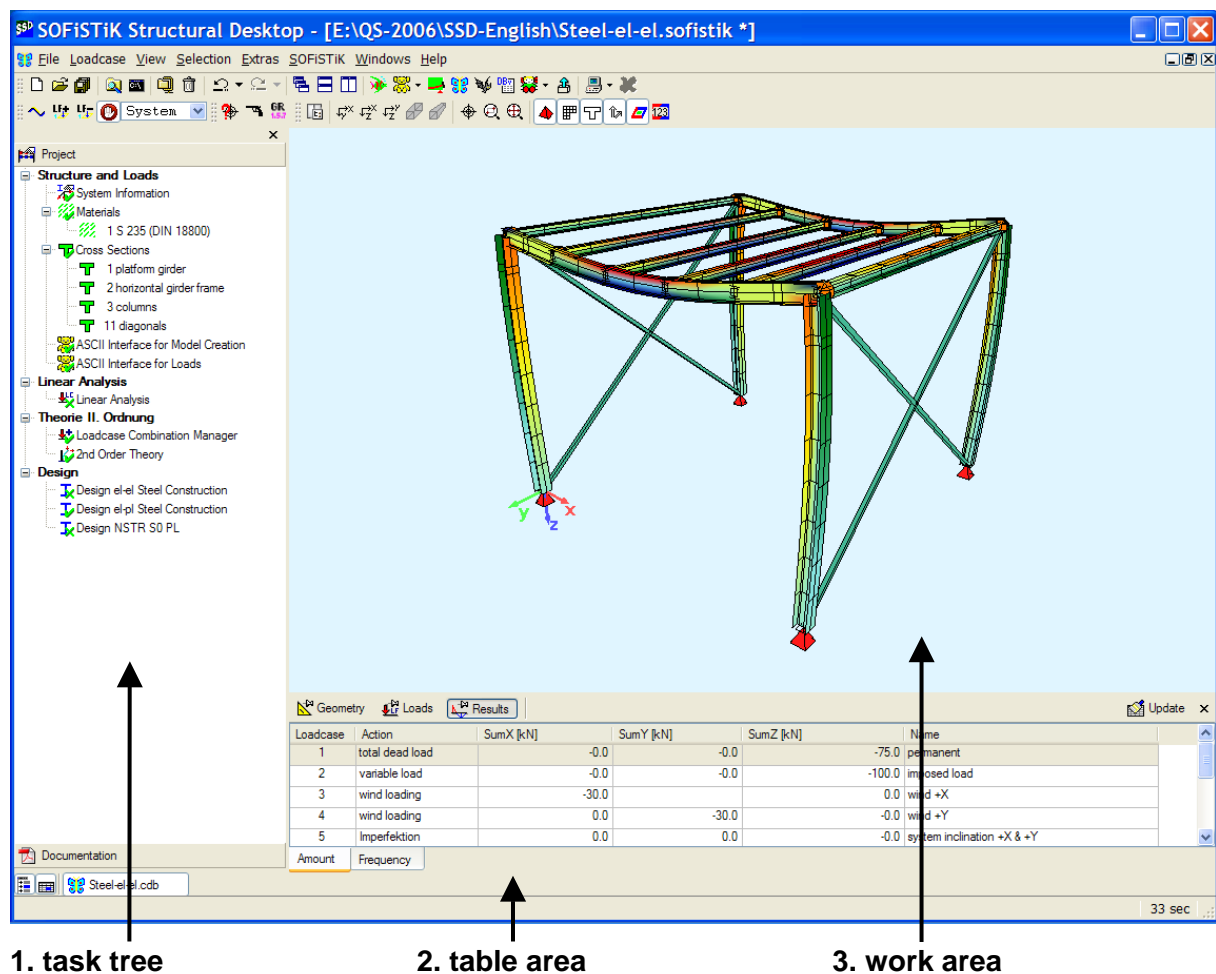 SOFiSTiK Structural Desktop - [E:\QS-2006\SSD-English\Steel-el-el.sofistik *]
File Loadcase View Selection Extras SOFiSTiK Windows Help
System
Project
Structure and Loads
System Information
Materials
1 S 235 (DIN 18800)
Cross Sections
1 platform girder
2 horizontal girder frame
3 columns
11 diagonals
ASCII Interface for Model Creation
ASCII Interface for Loads
Linear Analysis
Linear Analysis
Theorie II. Ordnung
Loadcase Combination Manager
2nd Order Theory
Design
Design el-el Steel Construction
Design el-pl Steel Construction
Design NSTR S0 PL
Documentation
y x
z
Geometry Loads Results Update
Loadcase Action SumX [kN] SumY [kN] SumZ [kN] Name
1 total dead load -0.0 -0.0 -75.0 permanent
2 variable load -0.0 -0.0 -100.0 imposed load
3 wind loading -30.0 0.0 wind +X
4 wind loading 0.0 -30.0 -0.0 wind +Y
5 Imperfektion 0.0 0.0 -0.0 system inclination +X & +Y
Amount Frequency
Steel-el-el.cdb
33 sec
1. task tree 2. table area 3. work area